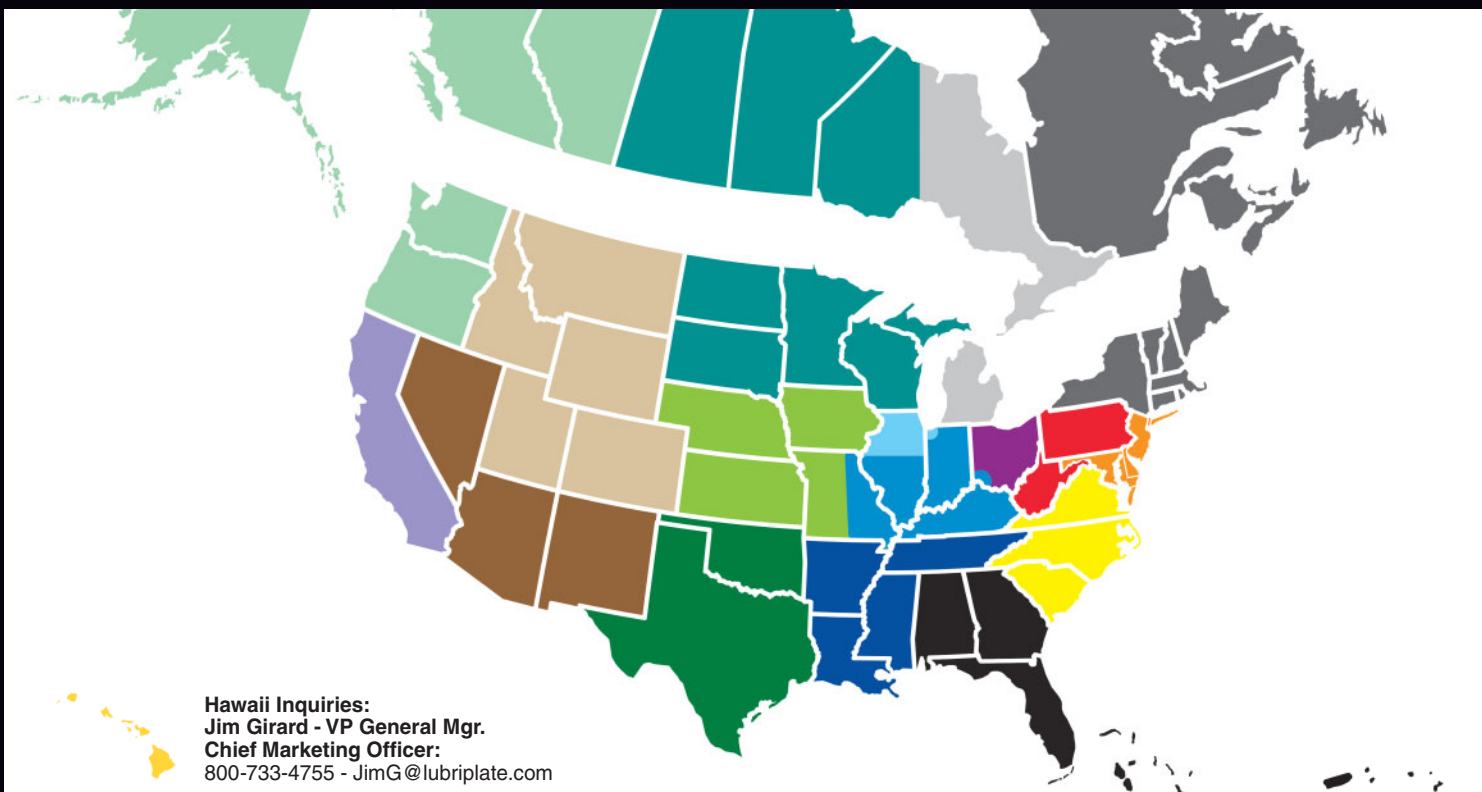 Hawaii Inquiries:
Jim Girard - VP General Mgr.
Chief Marketing Officer:
800-733-4755 - JimG@lubriplate.com